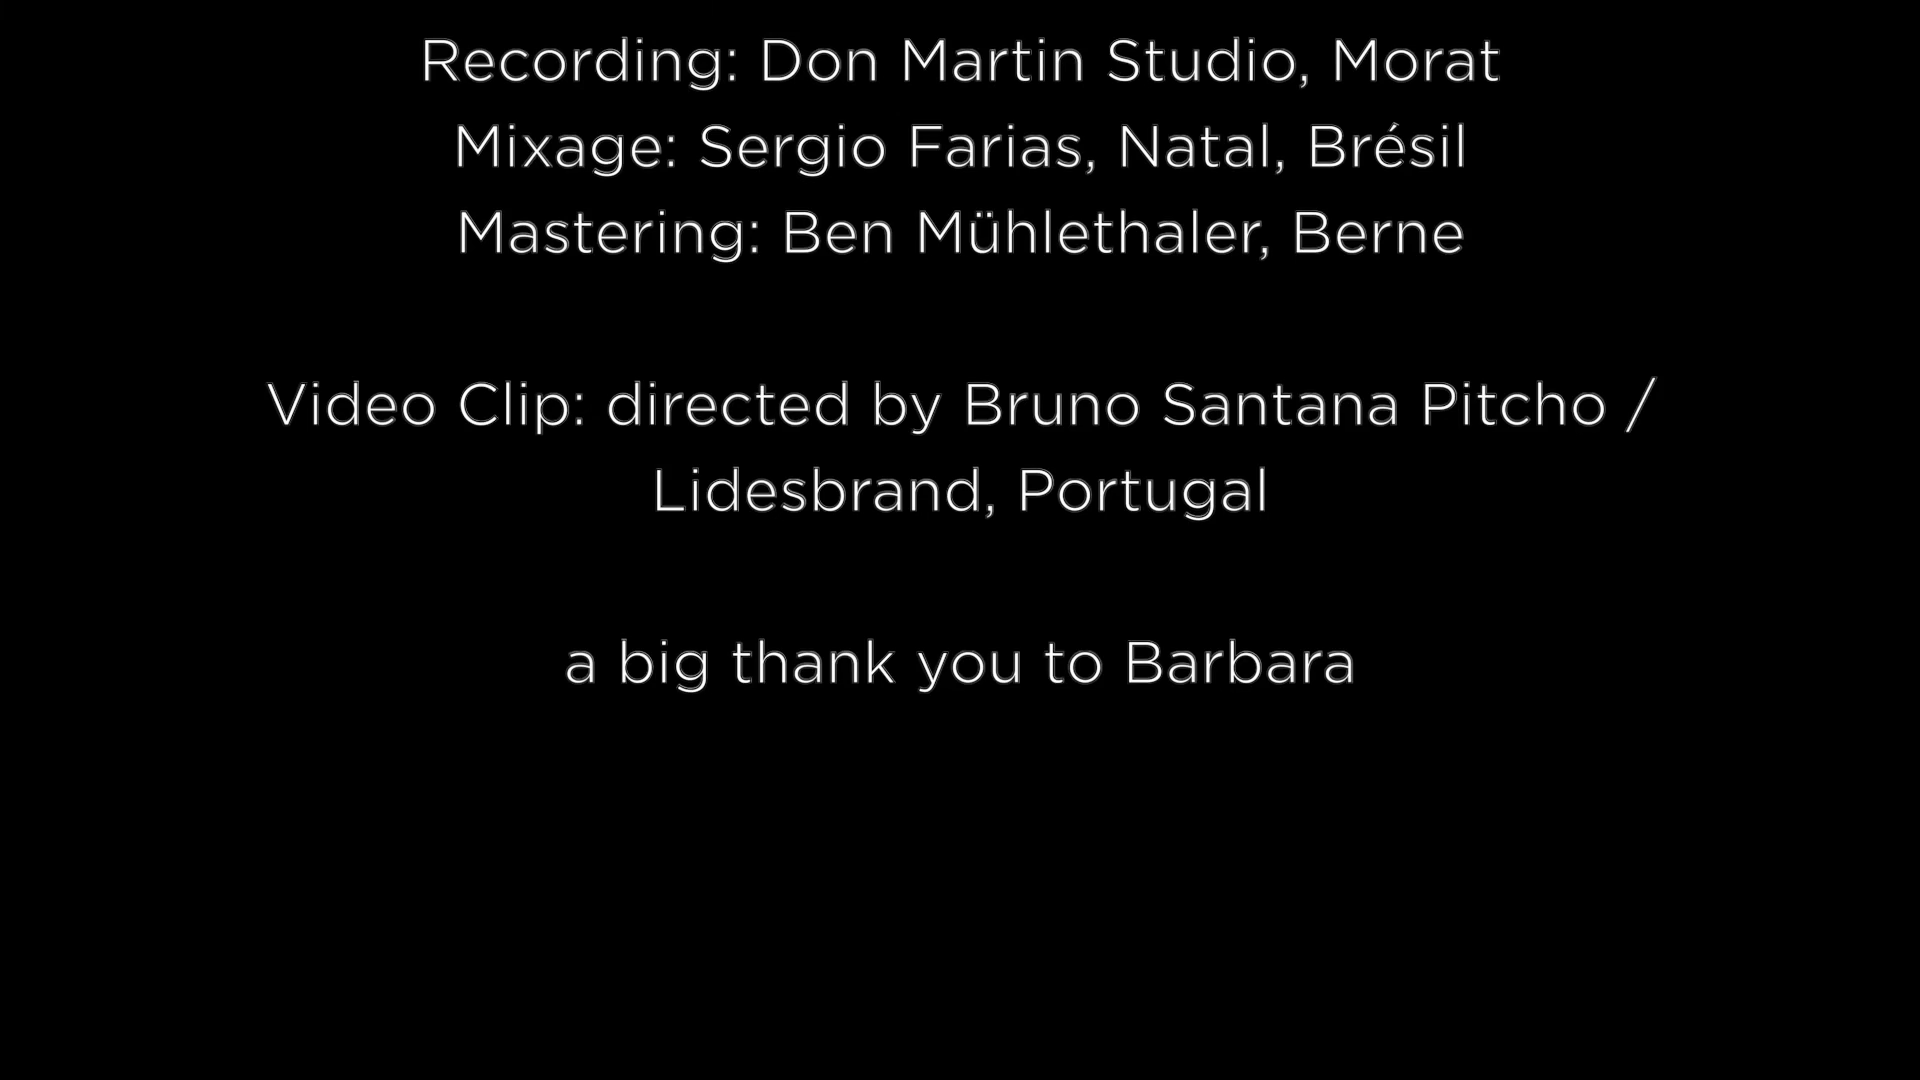 Recording: Don Martin Studio, Morat
Mixage: Sergio Farias, Natal, Brésil
Mastering: Ben Mühlethaler, Berne
Video Clip: directed by Bruno Santana Pitcho /
Lidesbrand, Portugal
a big thank you to Barbara